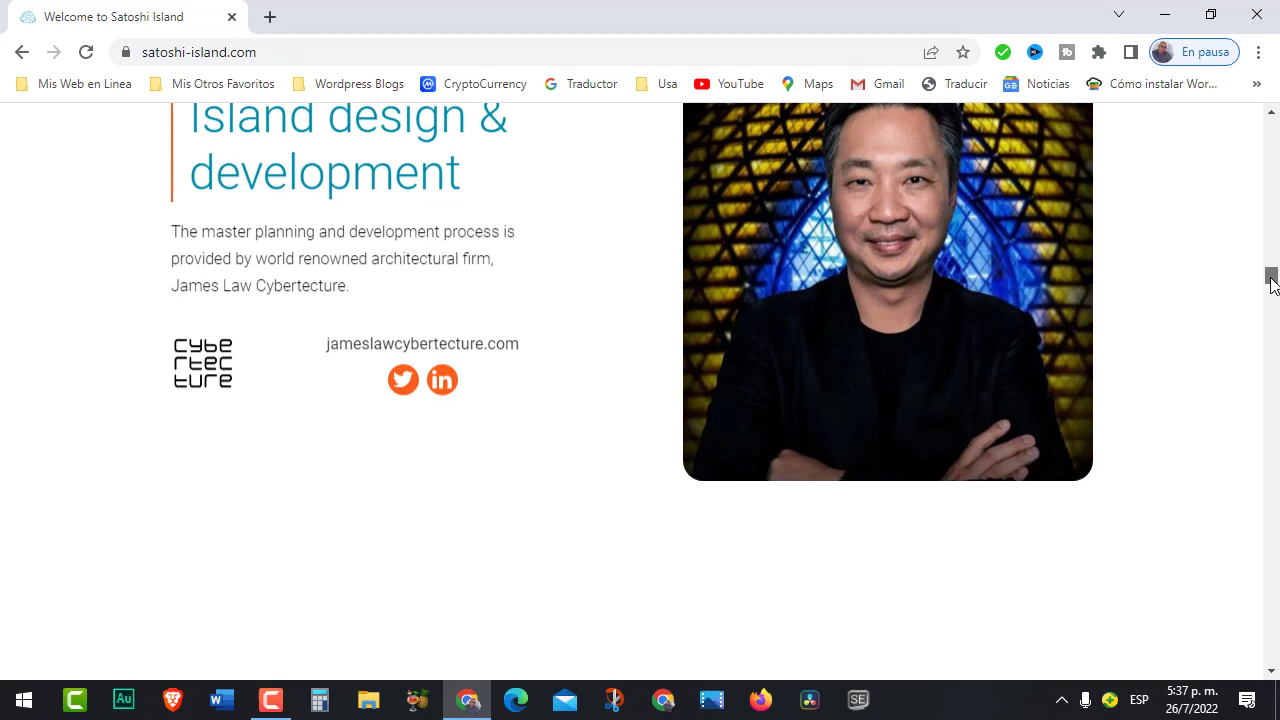 Welcome to Satoshi Island
satoshi-island.com
En pausa
Mis Web en Linea
Mis Otros Favoritos
Wordpress Blogs
CryptoCurrency
Traductor
Usa
YouTube
Maps
Gmail
Traducír
Noticias
Cómo instalar Wor...
Island design &
development
The master planning and development process is
provided by world renowned architectural firm,
James Law Cybertecture.
CYBE
RTEC
TURE
jameslawcybertecture.com
ESP
5:37 p. m.
26/7/2022